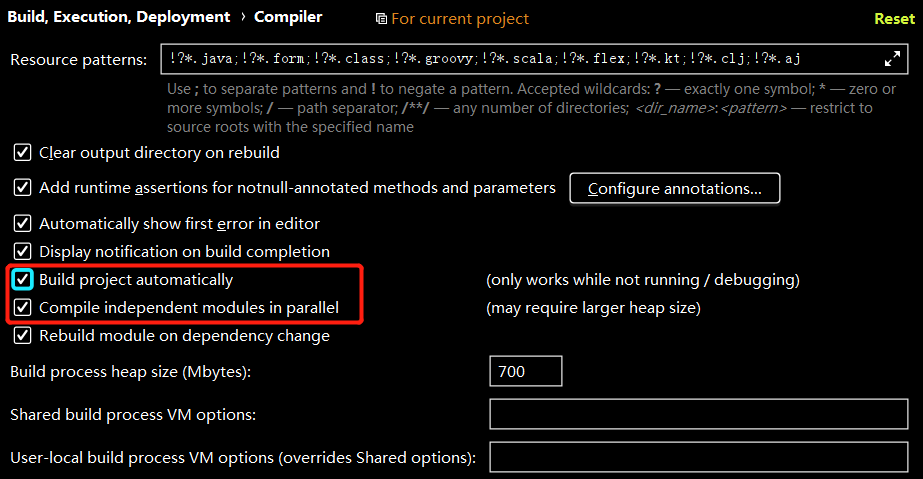 Build, Execution, Deployment › Compiler For current project Reset
Resource patterns: !?*.java;!?*.form;!?*.class;!?*.groovy;!?*.scala;!?*.flex;!?*.kt;!?*.clj;!?*.aj
Use ; to separate patterns and ! to negate a pattern. Accepted wildcards: ? — exactly one symbol; * — zero or
more symbols; / — path separator; /**/ — any number of directories; <dir_name>:<pattern> — restrict to
source roots with the specified name
Clear output directory on rebuild
Add runtime assertions for notnull-annotated methods and parameters Configure annotations...
Automatically show first error in editor
Display notification on build completion
Build project automatically (only works while not running / debugging)
Compile independent modules in parallel (may require larger heap size)
Rebuild module on dependency change
Build process heap size (Mbytes): 700
Shared build process VM options:
User-local build process VM options (overrides Shared options):